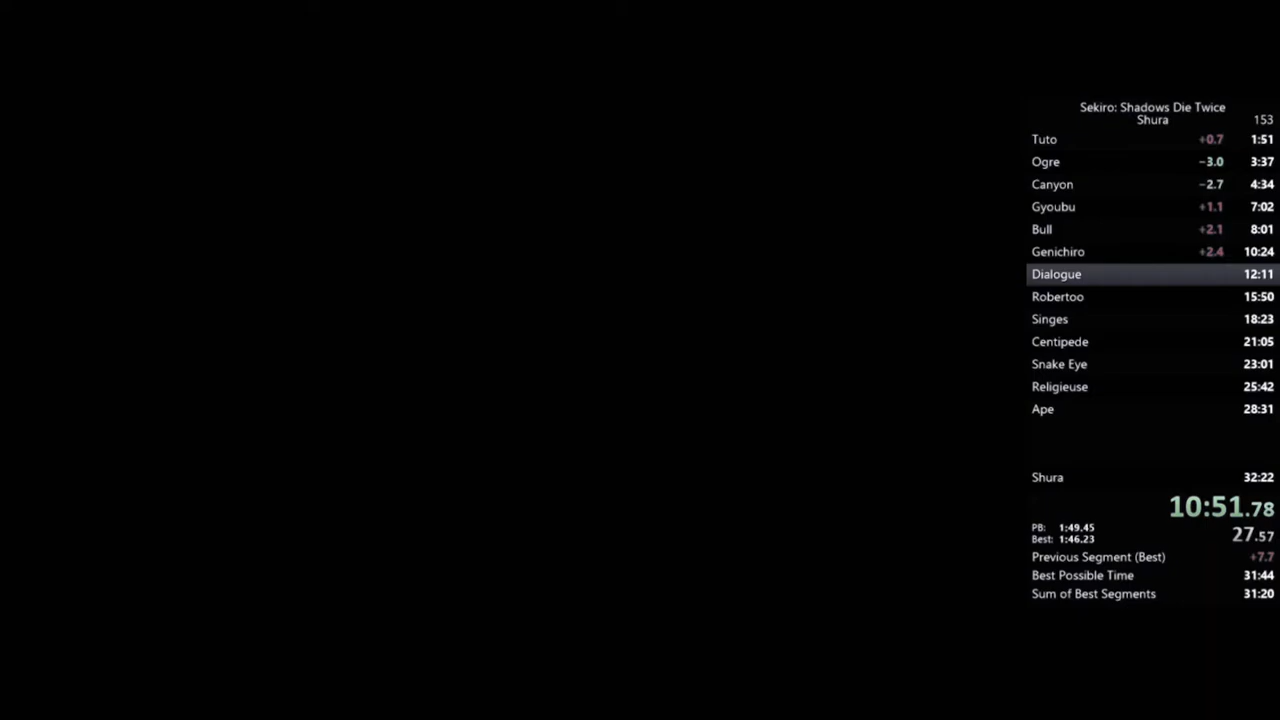 Sekiro: Shadows Die Twice
Shura 153
Tuto +0.7 1:51
Ogre −3.0 3:37
Canyon −2.7 4:34
Gyoubu +1.1 7:02
Bull +2.1 8:01
Genichiro +2.4 10:24
Dialogue 12:11
Robertoo 15:50
Singes 18:23
Centipede 21:05
Snake Eye 23:01
Religieuse 25:42
Ape 28:31
Shura 32:22
10:51.78
PB: 1:49.45
Best: 1:46.23
27.57
Previous Segment (Best) +7.7
Best Possible Time 31:44
Sum of Best Segments 31:20